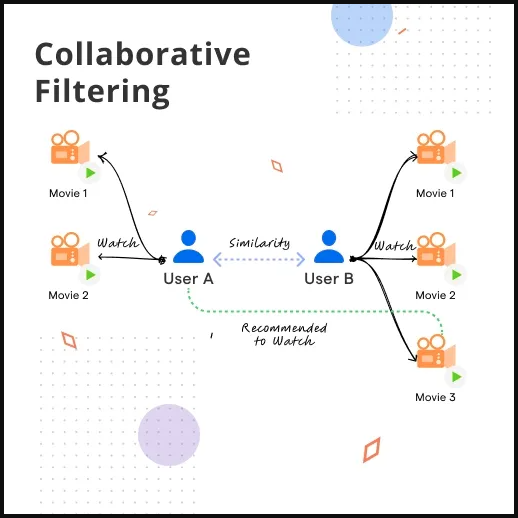 Collaborative
Filtering
Movie 1
Movie 1
Watch
Similarity
Watch
User A
User B
Movie 2
Movie 2
Recommended
to Watch
Movie 3